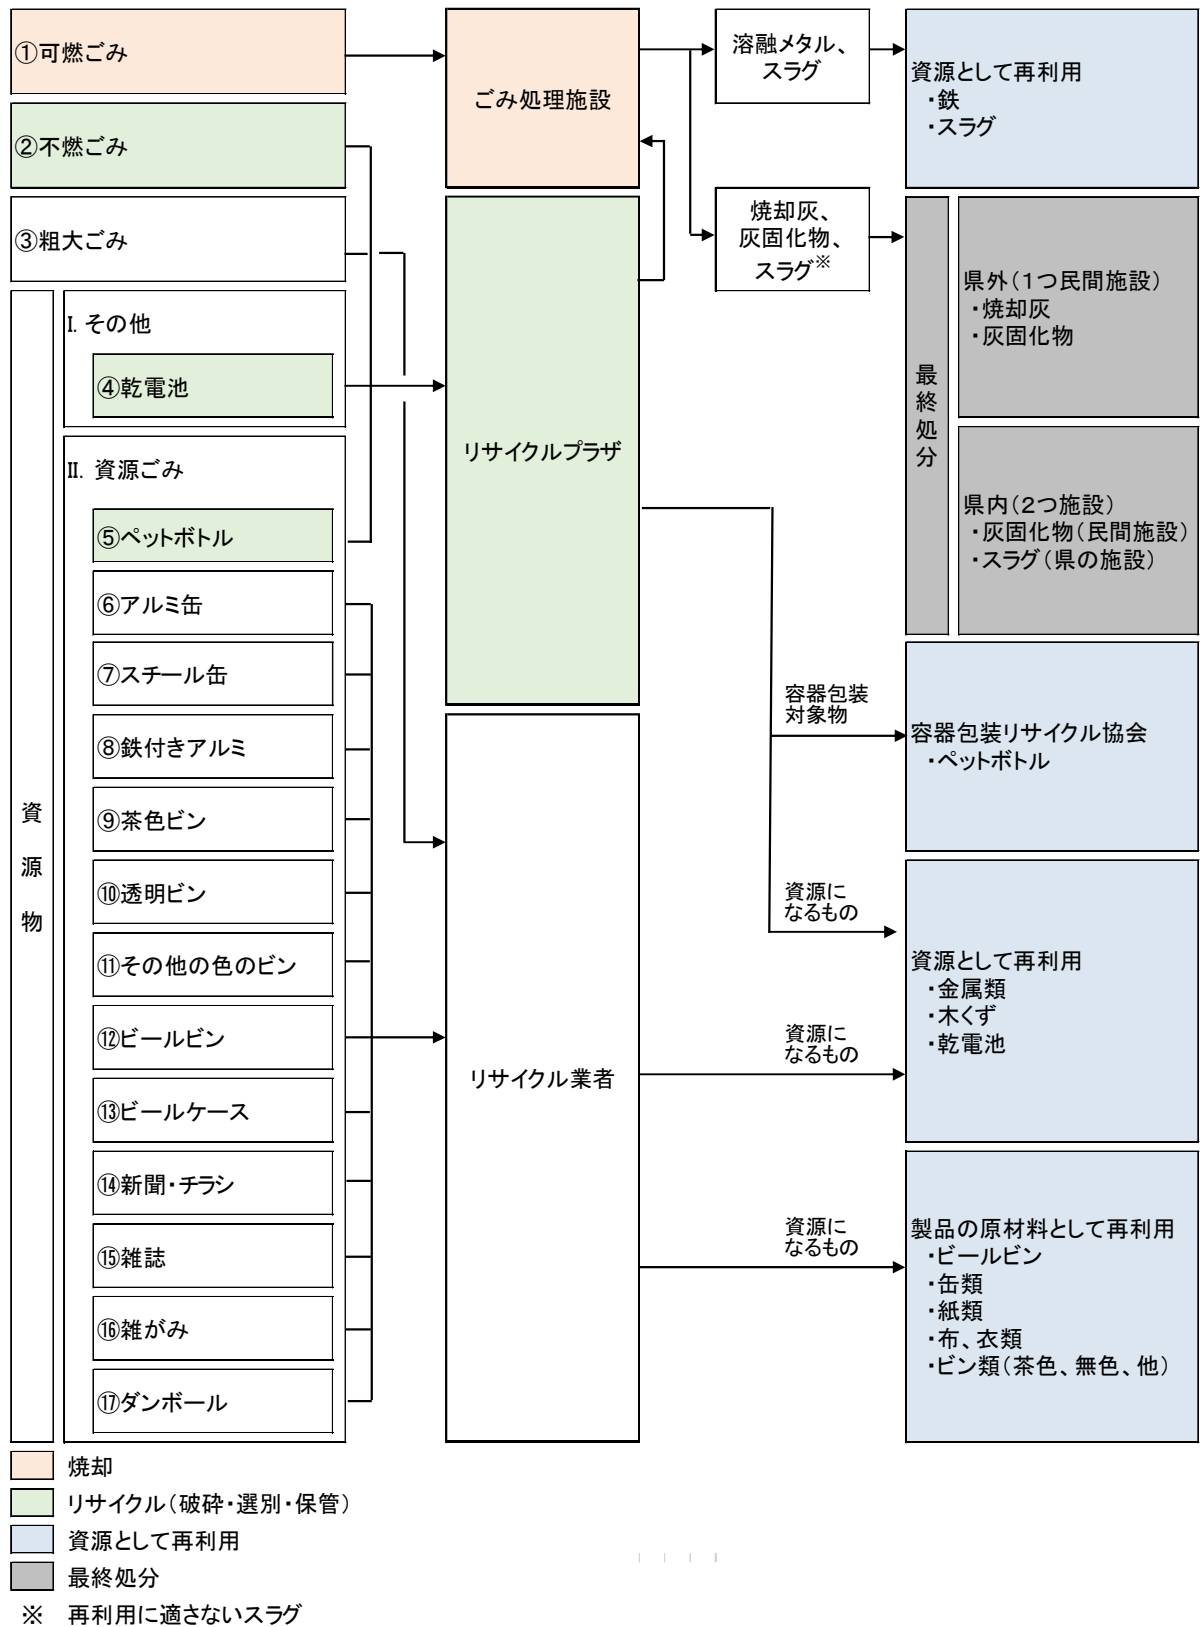 ①可燃ごみ
②不燃ごみ
③粗大ごみ
資
源
物
Ⅰ. その他
④乾電池
Ⅱ. 資源ごみ
⑤ペットボトル
⑥アルミ缶
⑦スチール缶
⑧鉄付きアルミ
⑨茶色ビン
⑩透明ビン
⑪その他の色のビン
⑫ビールビン
⑬ビールケース
⑭新聞・チラシ
⑮雑誌
⑯雑がみ
⑰ダンボール
ごみ処理施設
リサイクルプラザ
リサイクル業者
溶融メタル、
スラグ
焼却灰、
灰固化物、
スラグ※
容器包装
対象物
資源に
なるもの
資源に
なるもの
資源に
なるもの
資源として再利用
・鉄
・スラグ
最
終
処
分
県外(1つ民間施設)
・焼却灰
・灰固化物
県内(2つ施設)
・灰固化物(民間施設)
・スラグ(県の施設)
容器包装リサイクル協会
・ペットボトル
資源として再利用
・金属類
・木くず
・乾電池
製品の原材料として再利用
・ビールビン
・缶類
・紙類
・布、衣類
・ビン類(茶色、無色、他)
焼却
リサイクル(破砕・選別・保管)
資源として再利用
最終処分
※ 再利用に適さないスラグ